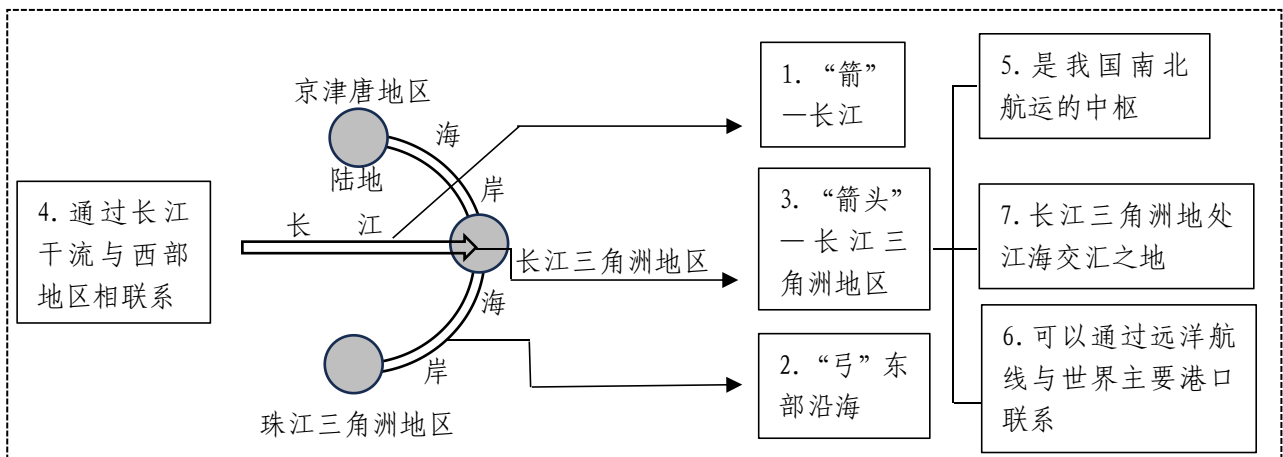 京津唐地区
海
岸
陆地
长 江
长江三角洲地区
海
岸
珠江三角洲地区
4. 通过长江
干流与西部
地区相联系
1. “箭”
—长江
3. “箭头”
—长江三
角洲地区
2. “弓”东
部沿海
5. 是我国南北
航运的中枢
7. 长江三角洲地处
江海交汇之地
6. 可以通过远洋航
线与世界主要港口
联系